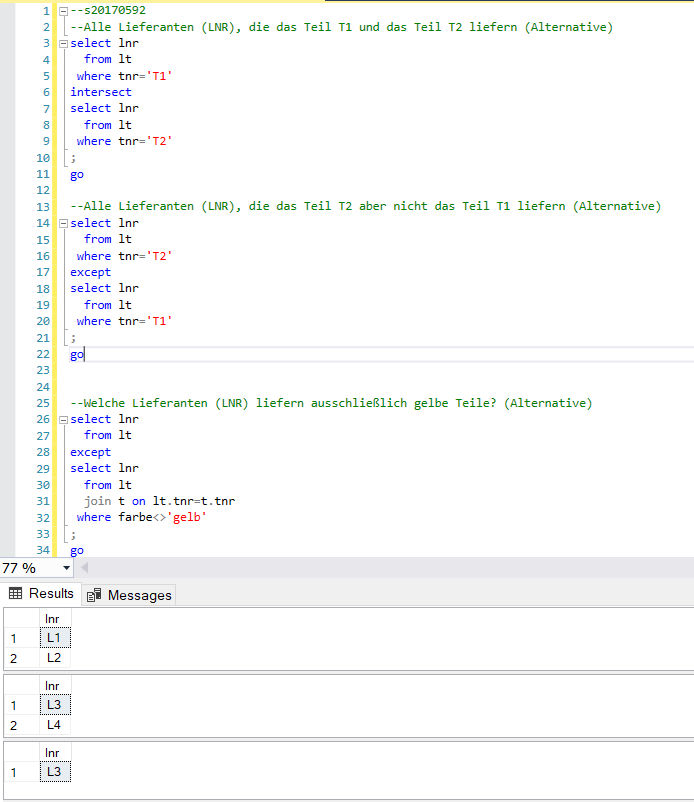 1 --s20170592
2 --Alle Lieferanten (LNR), die das Teil T1 und das Teil T2 liefern (Alternative)
3 select lnr
4 from lt
5 where tnr='T1'
6 intersect
7 select lnr
8 from lt
9 where tnr='T2'
10 ;
11 go
12
13 --Alle Lieferanten (LNR), die das Teil T2 aber nicht das Teil T1 liefern (Alternative)
14 select lnr
15 from lt
16 where tnr='T2'
17 except
18 select lnr
19 from lt
20 where tnr='T1'
21 ;
22 go
23
24
25 --Welche Lieferanten (LNR) liefern ausschließlich gelbe Teile? (Alternative)
26 select lnr
27 from lt
28 except
29 select lnr
30 from lt
31 join t on lt.tnr=t.tnr
32 where farbe<>'gelb'
33 ;
34 go
77 %
Results Messages
lnr
1 L1
2 L2
lnr
1 L3
2 L4
lnr
1 L3